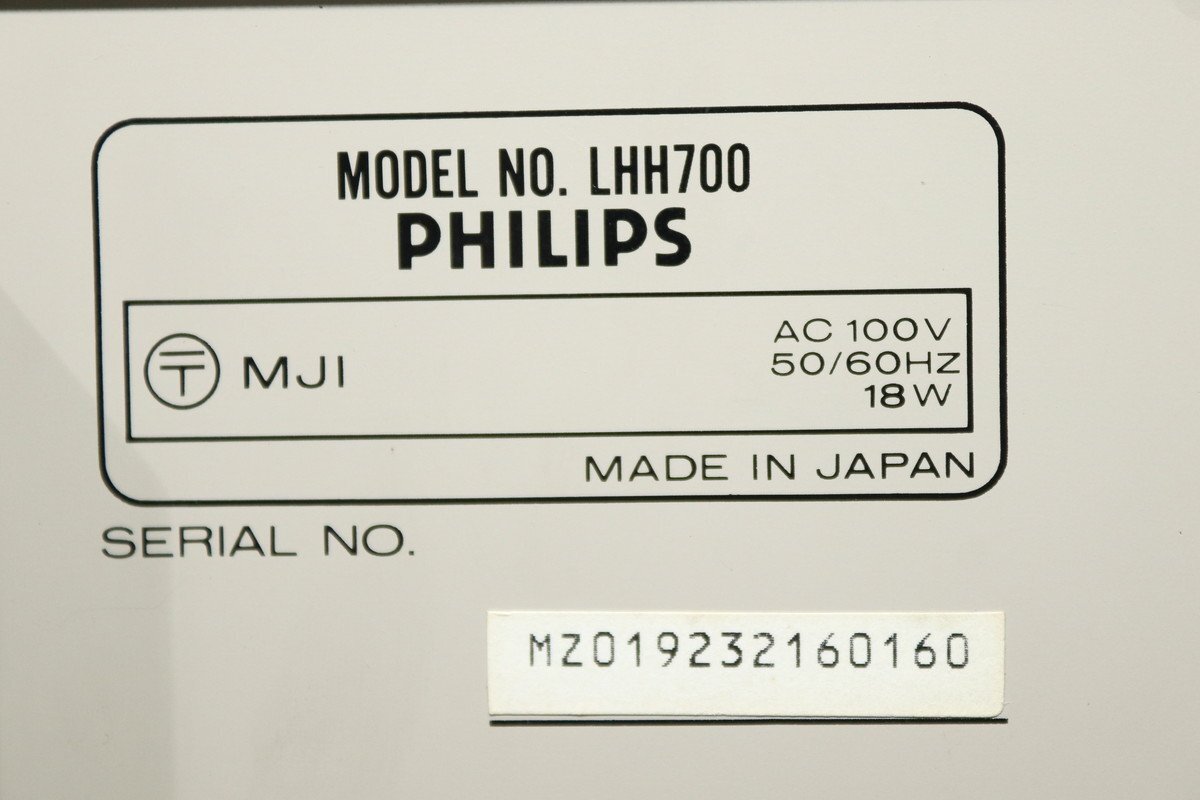 MODEL NO. LHH700
PHILIPS
〶 MJI
AC 100V
50/60HZ
18W
MADE IN JAPAN
SERIAL NO.
MZ019232160160